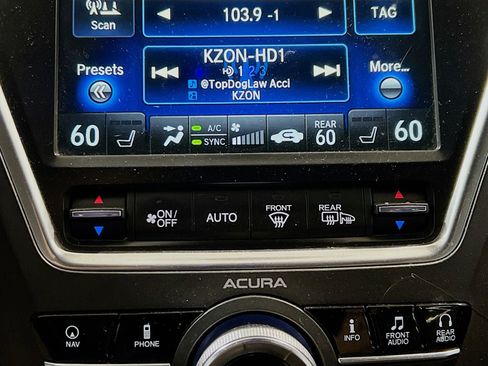 103.9 -1
Scan
TAG
KZON-HD1
HD 1 2 3
Presets
More...
@TopDogLaw Acci
KZON
60
A/C
SYNC
REAR
60
60
ON/
OFF
AUTO
FRONT
REAR
ACURA
NAV
PHONE
i
INFO
FRONT
AUDIO
REAR
AUDIO